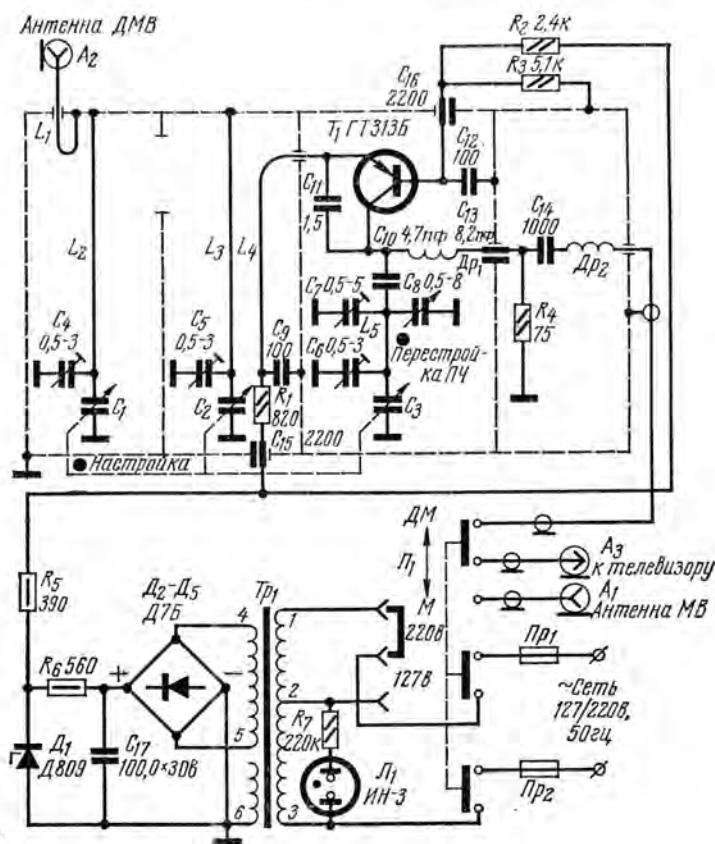 Антенна ДМВ
A2
R2 2,4к
R3 5,1к
C16
2200
L1
T1 ГТ313Б
C12
100
C11
1,5
C13
8,2пф
C10 4,7пф
C14
1000
Др1
Др2
L2
L3
L4
C7 0,5-5
C8 0,5-8
L5
R4
75
C4
0,5-3
C5
0,5-3
C9
100
C6
0,5-3
Перестрой-
ка ПЧ
C1
C2
R1
820
C3
C15
2200
Настройка
ДМ
П1
М
A3
к телевизору
A1
Антенна МВ
R5
390
Д2-Д5
Д7Б
Тр1
4
1
220в
Пр1
R6 560
+
−
127в
~Сеть
127/220в,
50гц
2
R7
220к
Д1
Д809
C17
100,0×30в
5
Л1
ИН-3
Пр2
6
3